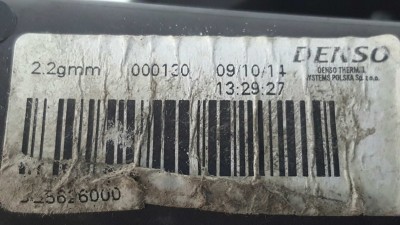 DENSO
2.2gmm 000130 09/10/14 DENSO THERMAL
13:29:27 SYSTEMS POLSKA Sp. z o.o.